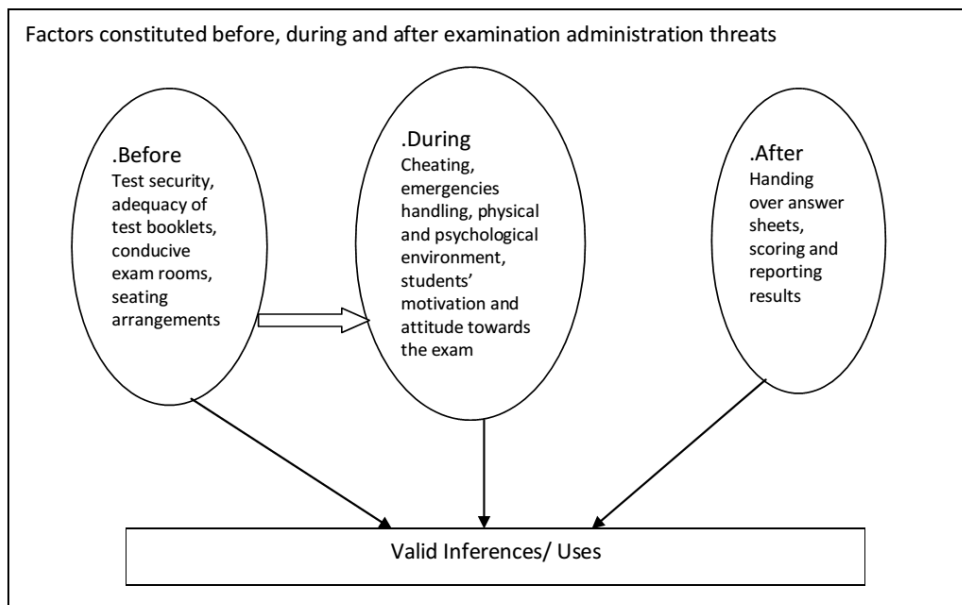 Factors constituted before, during and after examination administration threats
.Before
Test security,
adequacy of
test booklets,
conducive
exam rooms,
seating
arrangements
.During
Cheating,
emergencies
handling, physical
and psychological
environment,
students’
motivation and
attitude towards
the exam
.After
Handing
over answer
sheets,
scoring and
reporting
results
Valid Inferences/ Uses